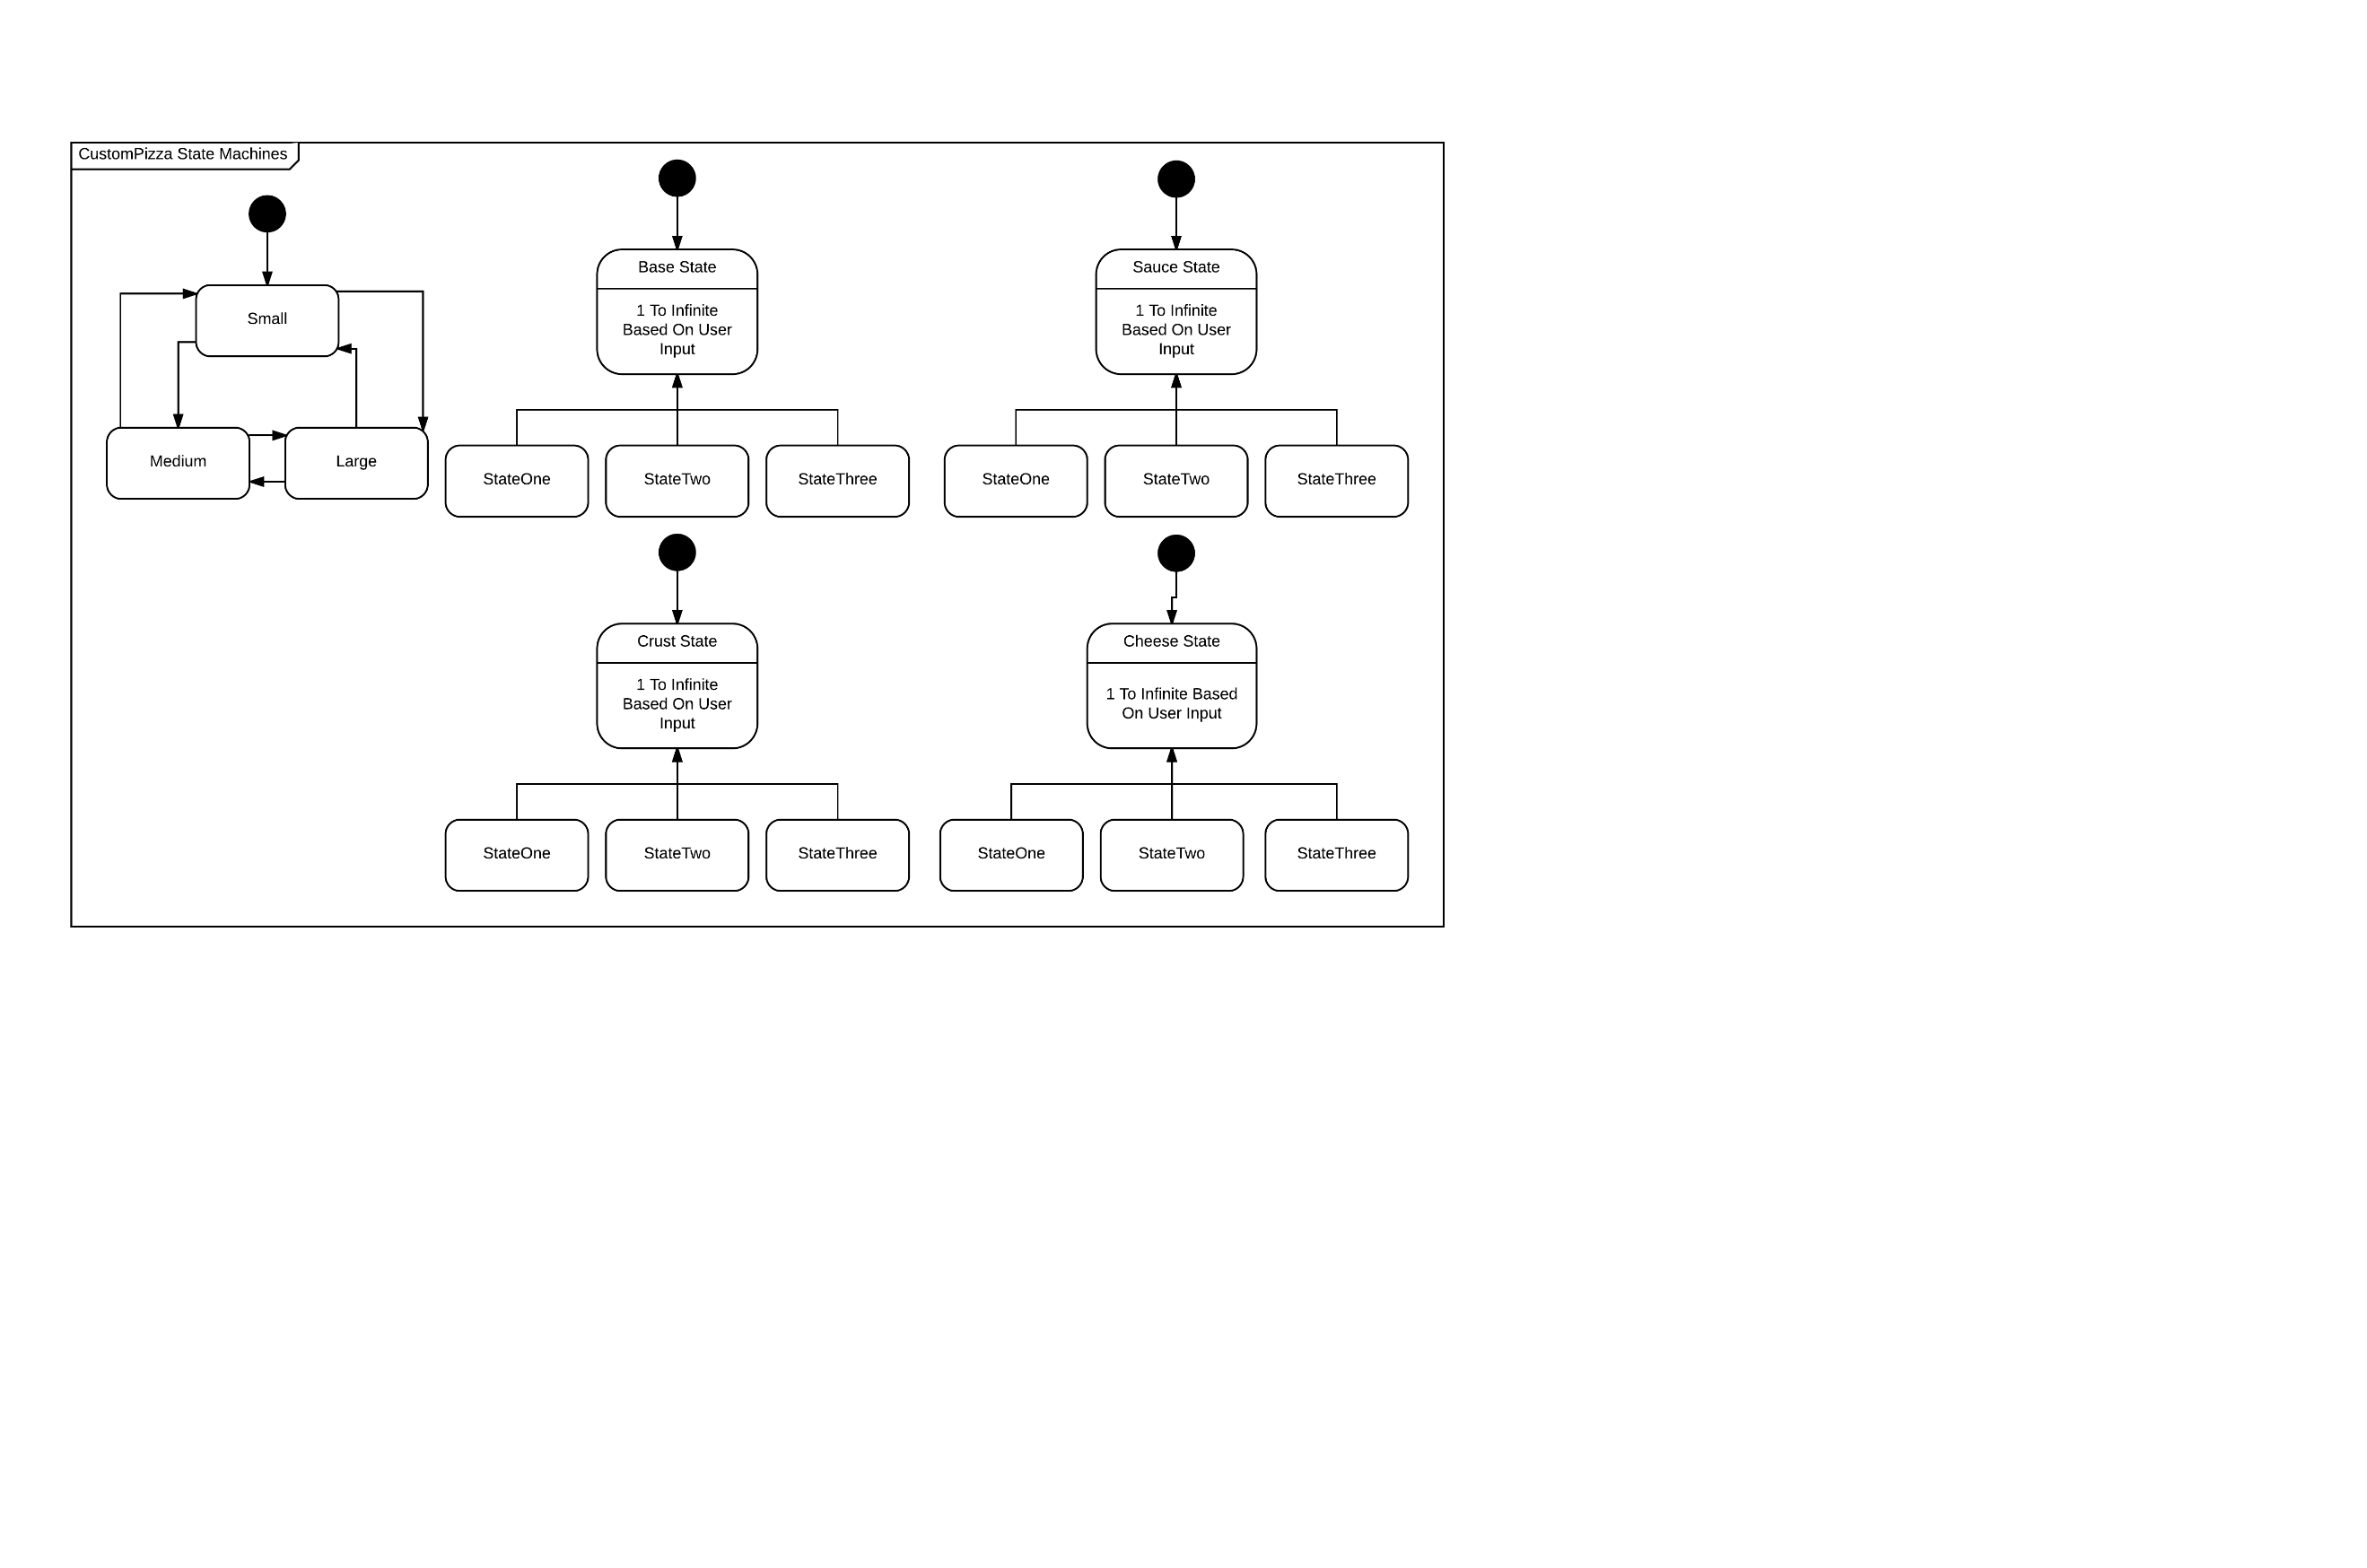 CustomPizza State Machines
Small
Medium
Large
Base State
1 To Infinite
Based On User
Input
StateOne
StateTwo
StateThree
Sauce State
1 To Infinite
Based On User
Input
StateOne
StateTwo
StateThree
Crust State
1 To Infinite
Based On User
Input
StateOne
StateTwo
StateThree
Cheese State
1 To Infinite Based
On User Input
StateOne
StateTwo
StateThree